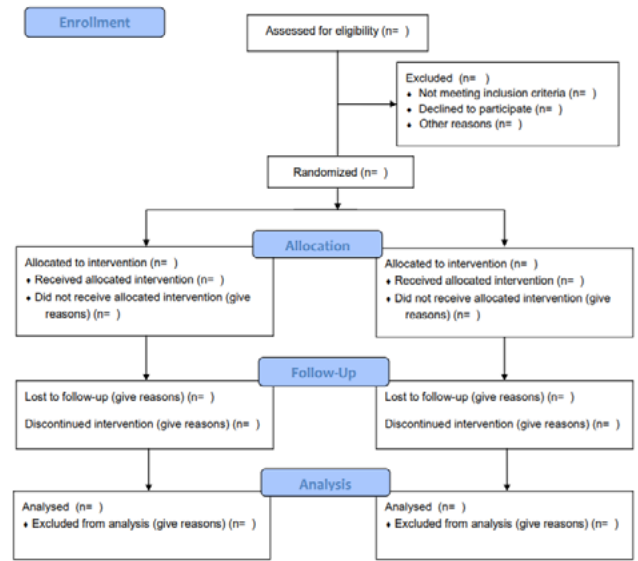 Enrollment
Assessed for eligibility (n= )
Excluded (n= )
♦ Not meeting inclusion criteria (n= )
♦ Declined to participate (n= )
♦ Other reasons (n= )
Randomized (n= )
Allocation
Allocated to intervention (n= )
♦ Received allocated intervention (n= )
♦ Did not receive allocated intervention (give
reasons) (n= )
Allocated to intervention (n= )
♦ Received allocated intervention (n= )
♦ Did not receive allocated intervention (give
reasons) (n= )
Follow-Up
Lost to follow-up (give reasons) (n= )
Discontinued intervention (give reasons) (n= )
Lost to follow-up (give reasons) (n= )
Discontinued intervention (give reasons) (n= )
Analysis
Analysed (n= )
♦ Excluded from analysis (give reasons) (n= )
Analysed (n= )
♦ Excluded from analysis (give reasons) (n= )